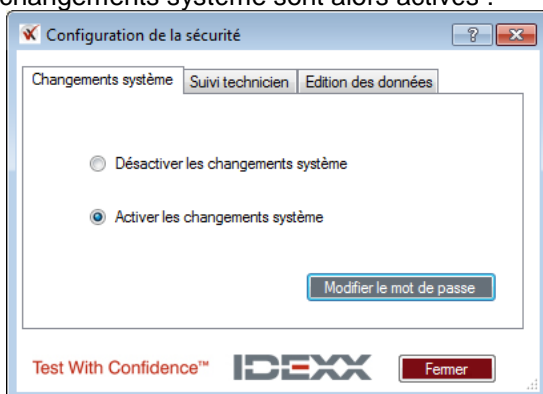 changements système sont alors activés :
Configuration de la sécurité
?
Changements système Suivi technicien Edition des données
Désactiver les changements système
Activer les changements système
Modifier le mot de passe
Test With Confidence™ IDEXX Fermer